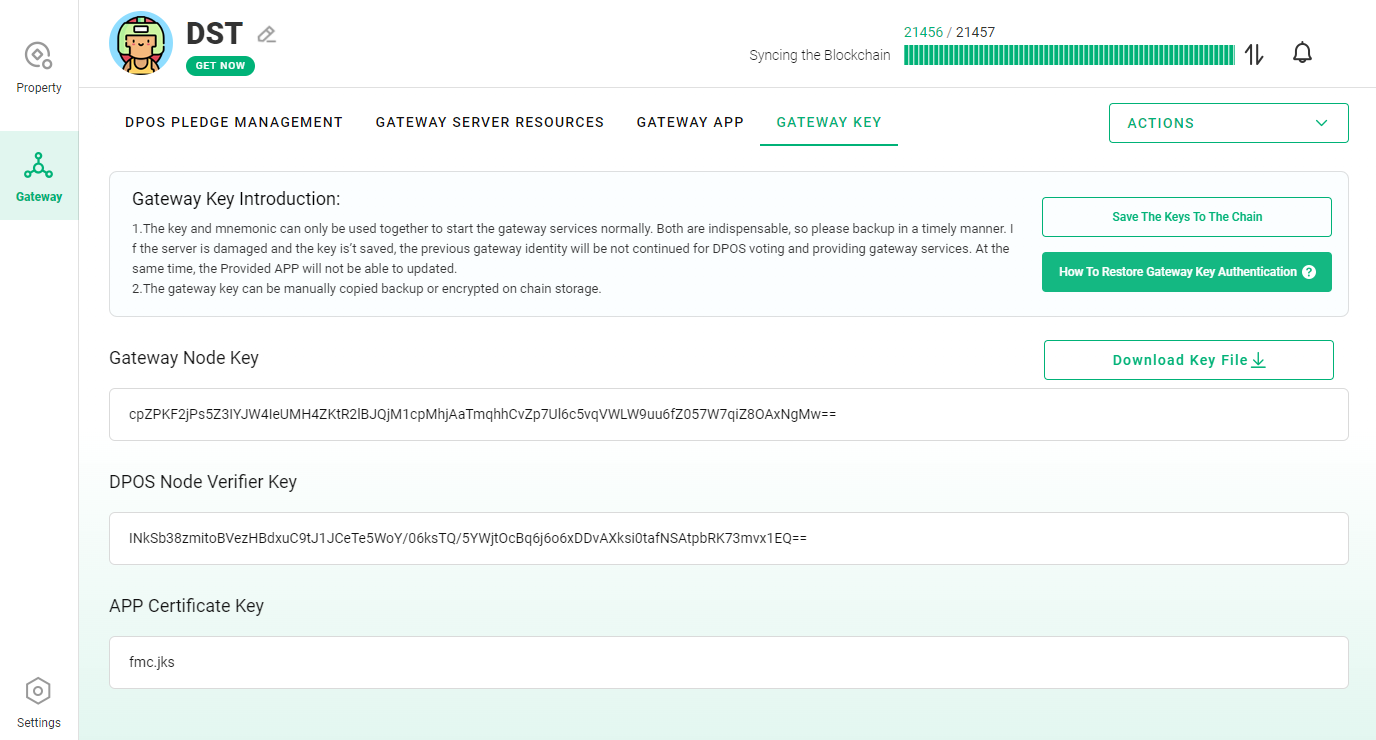 DST
GET NOW
Syncing the Blockchain
21456 / 21457
Property
Gateway
Settings
DPOS PLEDGE MANAGEMENT
GATEWAY SERVER RESOURCES
GATEWAY APP
GATEWAY KEY
ACTIONS
Gateway Key Introduction:
1.The key and mnemonic can only be used together to start the gateway services normally. Both are indispensable, so please backup in a timely manner. I
f the server is damaged and the key is't saved, the previous gateway identity will be not continued for DPOS voting and providing gateway services. At the
same time, the Provided APP will not be able to updated.
2.The gateway key can be manually copied backup or encrypted on chain storage.
Save The Keys To The Chain
How To Restore Gateway Key Authentication ?
Gateway Node Key
Download Key File
cpZPKF2jPs5Z3IYJW4IeUMH4ZKtR2lBJQjM1cpMhjAaTmqhhCvZp7Ul6c5vqVWLW9uu6fZ057W7qiZ8OAxNgMw==
DPOS Node Verifier Key
INkSb38zmitoBVezHBdxuC9tJ1JCeTe5WoY/06ksTQ/5YWjtOcBq6j6o6xDDvAXksi0tafNSAtpbRK73mvx1EQ==
APP Certificate Key
fmc.jks